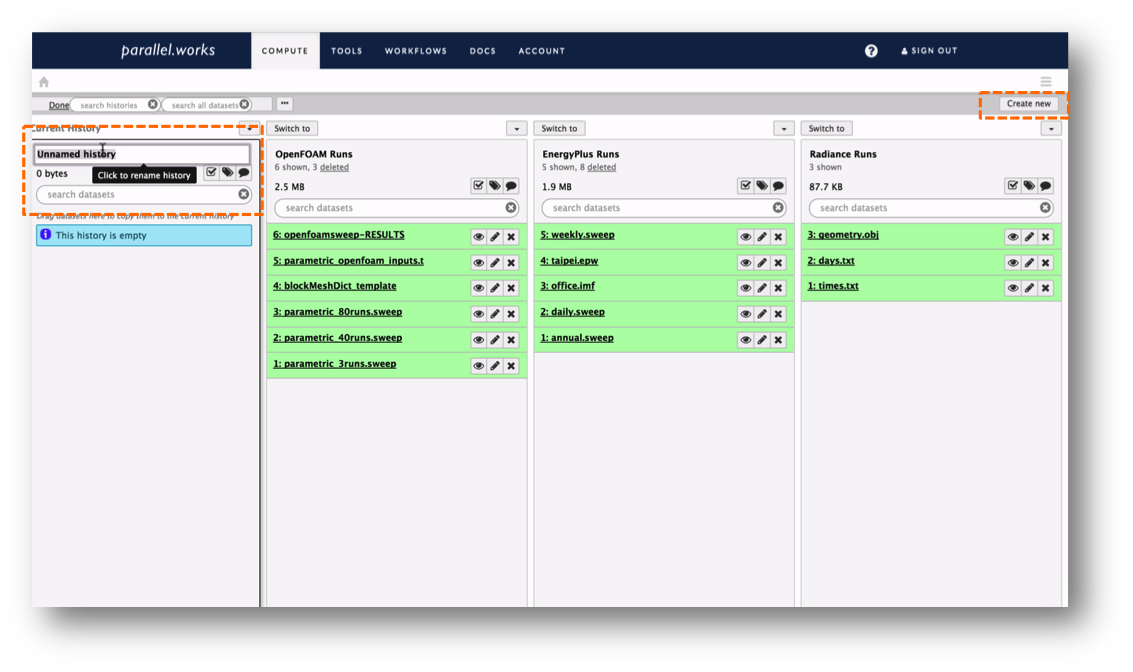 parallel.works COMPUTE TOOLS WORKFLOWS DOCS ACCOUNT ? SIGN OUT
Done search histories search all datasets ... Create new
Current History
Unnamed history
0 bytes
Click to rename history
search datasets
Drag datasets here to copy them to the current history
This history is empty
Switch to
OpenFOAM Runs
6 shown, 3 deleted
2.5 MB
search datasets
6: openfoamsweep-RESULTS
5: parametric_openfoam_inputs.t
4: blockMeshDict_template
3: parametric_80runs.sweep
2: parametric_40runs.sweep
1: parametric_3runs.sweep
Switch to
EnergyPlus Runs
5 shown, 8 deleted
1.9 MB
search datasets
5: weekly.sweep
4: taipei.epw
3: office.imf
2: daily.sweep
1: annual.sweep
Switch to
Radiance Runs
3 shown
87.7 KB
search datasets
3: geometry.obj
2: days.txt
1: times.txt